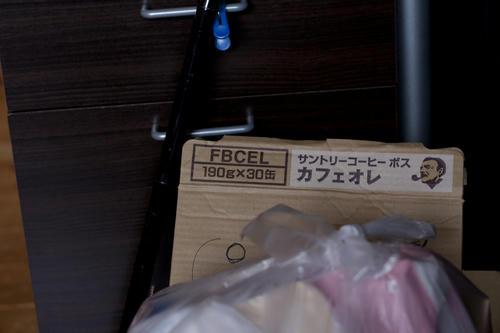 FBCEL
190g×30缶
サントリーコーヒー ボス
カフェオレ